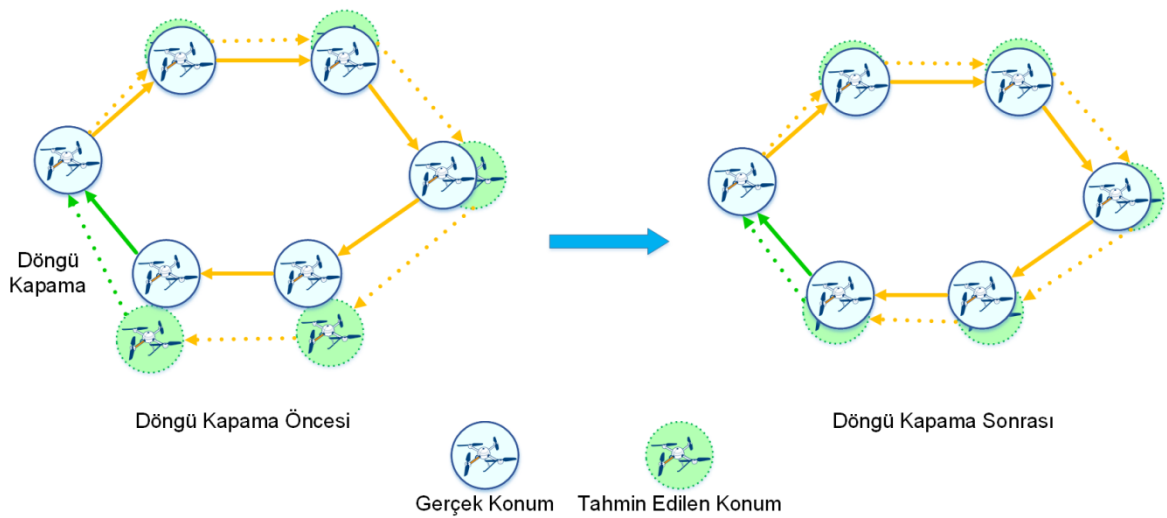 Döngü
Kapama
Döngü Kapama Öncesi
Döngü Kapama Sonrası
Gerçek Konum
Tahmin Edilen Konum